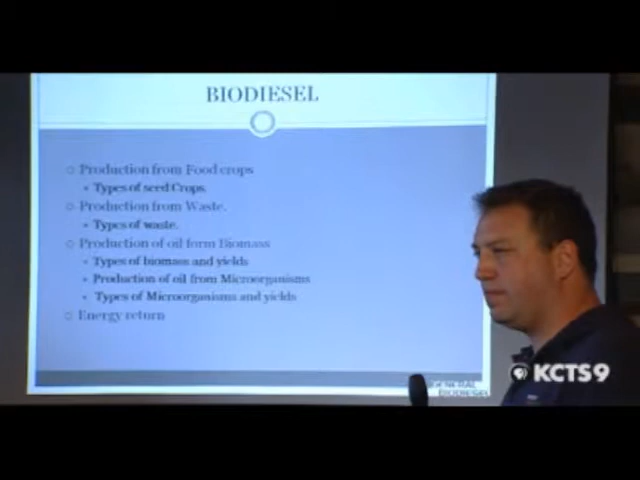 BIODIESEL
Production from Food crops
Types of seed Crops.
Production from Waste.
Types of waste.
Production of oil form Biomass
Types of biomass and yields
Production of oil from Microorganisms
Types of Microorganisms and yields
Energy return
GENERAL
BIODIESEL
KCTS9